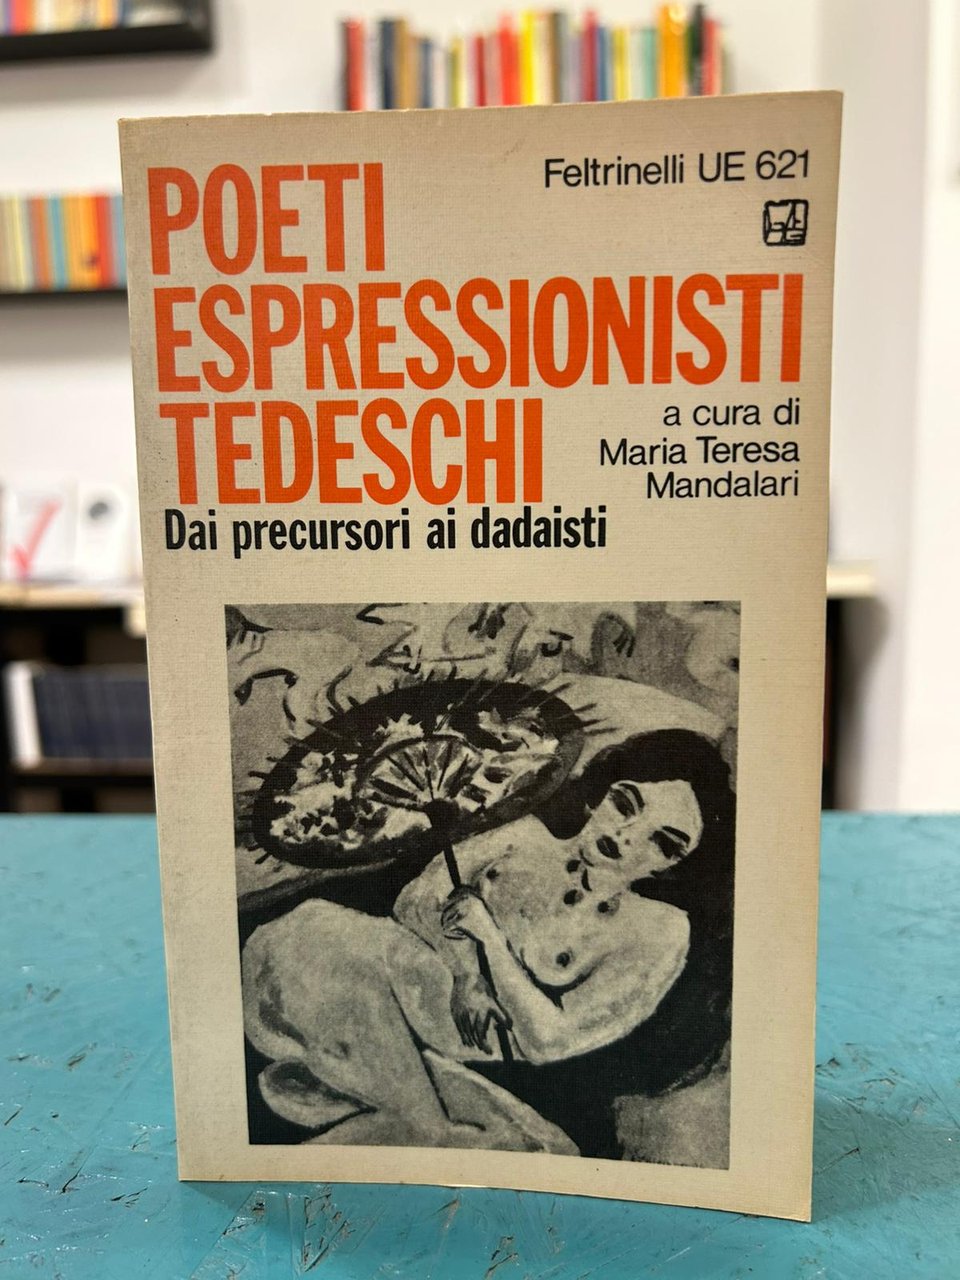 POETI
Feltrinelli UE 621
ESPRESSIONISTI
TEDESCHI
a cura di
Maria Teresa
Mandalari
Dai precursori ai dadaisti